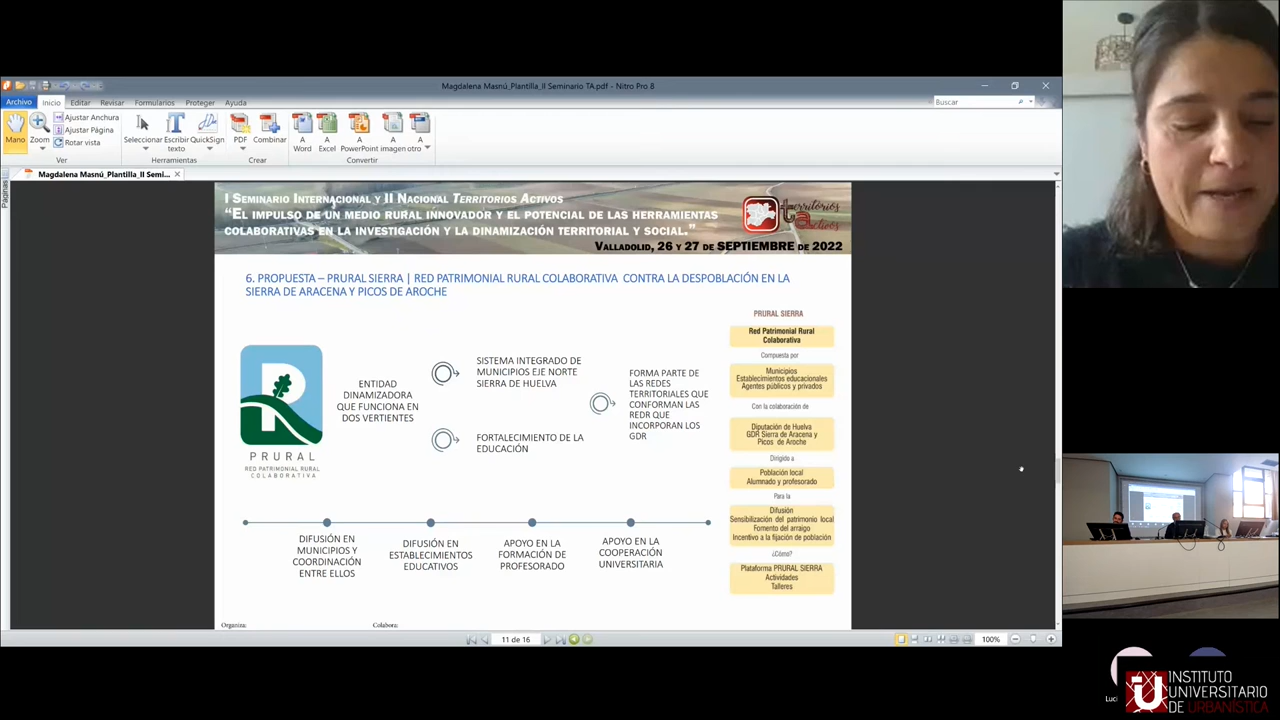 Magdalena Masnú_Plantilla_II Seminario TA.pdf - Nitro Pro 8
Archivo Inicio Editar Revisar Formularios Proteger Ayuda
Buscar
Mano
Zoom
Ajustar Anchura
Ajustar Página
Rotar vista
Ver
Seleccionar
Escribir texto
QuickSign
Herramientas
PDF
Combinar
Crear
A Word
A Excel
A PowerPoint
A imagen
A otro
Convertir
Magdalena Masnú_Plantilla_II Semi...
Páginas
I Seminario Internacional y II Nacional Territorios Activos
“El impulso de un medio rural innovador y el potencial de las herramientas
colaborativas en la investigación y la dinamización territorial y social.”
Valladolid, 26 y 27 de SEPTIEMBRE de 2022
territorios
ta
activos
6. PROPUESTA – PRURAL SIERRA | RED PATRIMONIAL RURAL COLABORATIVA CONTRA LA DESPOBLACIÓN EN LA
SIERRA DE ARACENA Y PICOS DE AROCHE
PRURAL
RED PATRIMONIAL RURAL
COLABORATIVA
ENTIDAD
DINAMIZADORA
QUE FUNCIONA EN
DOS VERTIENTES
SISTEMA INTEGRADO DE
MUNICIPIOS EJE NORTE
SIERRA DE HUELVA
FORTALECIMIENTO DE LA
EDUCACIÓN
FORMA PARTE DE
LAS REDES
TERRITORIALES QUE
CONFORMAN LAS
REDR QUE
INCORPORAN LOS
GDR
PRURAL SIERRA
Red Patrimonial Rural
Colaborativa
Compuesta por
Municipios
Establecimientos educacionales
Agentes públicos y privados
Con la colaboración de
Diputación de Huelva
GDR Sierra de Aracena y
Picos de Aroche
Dirigido a
Población local
Alumnado y profesorado
Para la
Difusión
Sensibilización del patrimonio local
Fomento del arraigo
Incentivo a la fijación de población
¿Cómo?
Plataforma PRURAL SIERRA
Actividades
Talleres
DIFUSIÓN EN
MUNICIPIOS Y
COORDINACIÓN
ENTRE ELLOS
DIFUSIÓN EN
ESTABLECIMIENTOS
EDUCATIVOS
APOYO EN LA
FORMACIÓN DE
PROFESORADO
APOYO EN LA
COOPERACIÓN
UNIVERSITARIA
Organiza:
Colabora:
11 de 16
100%
Luci
INSTITUTO
UNIVERSITARIO
DE URBANÍSTICA